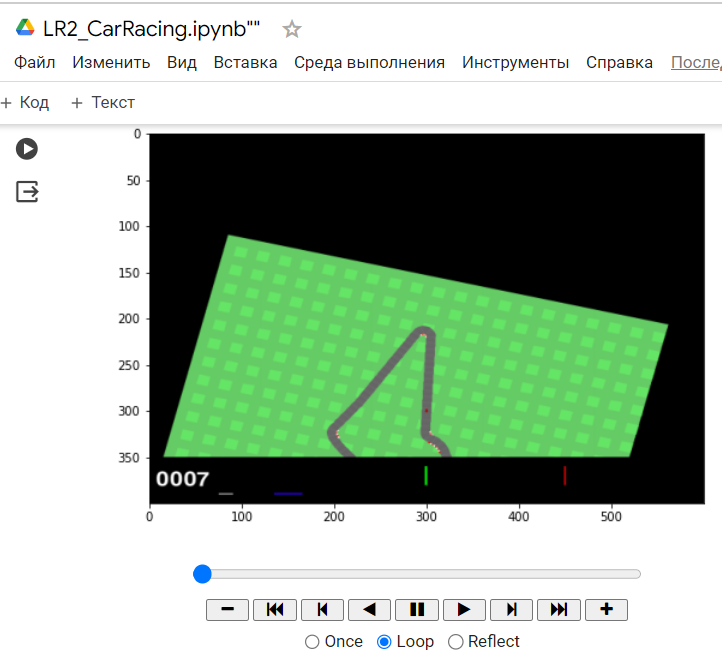 LR2_CarRacing.ipynb""
Файл Изменить Вид Вставка Среда выполнения Инструменты Справка Послед
+ Код + Текст
0
50
100
150
200
250
300
350
0007
0 100 200 300 400 500
Once Loop Reflect